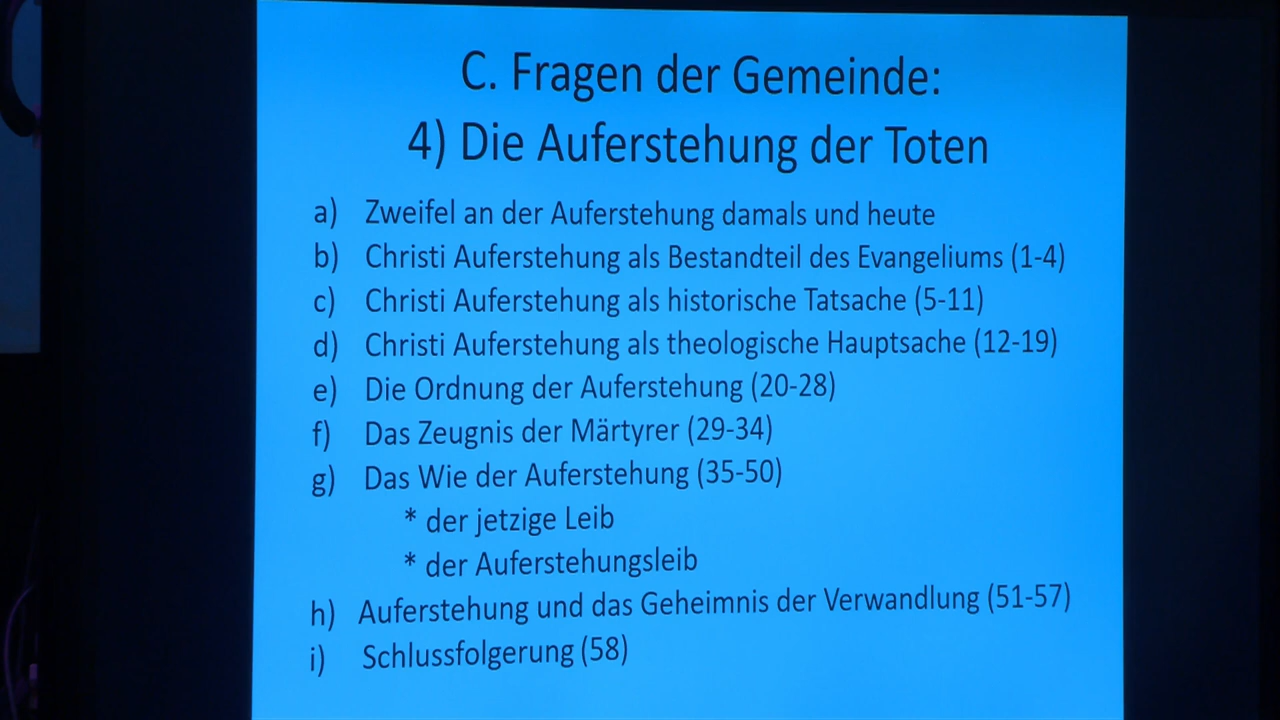 C. Fragen der Gemeinde:
4) Die Auferstehung der Toten
a) Zweifel an der Auferstehung damals und heute
b) Christi Auferstehung als Bestandteil des Evangeliums (1-4)
c) Christi Auferstehung als historische Tatsache (5-11)
d) Christi Auferstehung als theologische Hauptsache (12-19)
e) Die Ordnung der Auferstehung (20-28)
f) Das Zeugnis der Märtyrer (29-34)
g) Das Wie der Auferstehung (35-50)
* der jetzige Leib
* der Auferstehungsleib
h) Auferstehung und das Geheimnis der Verwandlung (51-57)
i) Schlussfolgerung (58)